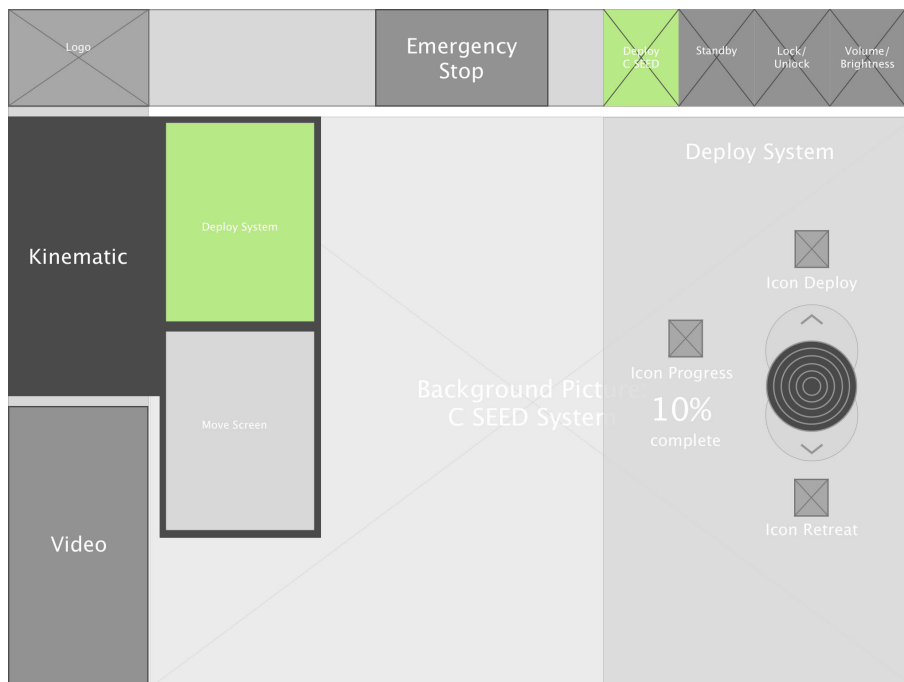 Logo
Emergency
Stop
Deploy
C SEED
Standby
Lock/
Unlock
Volume/
Brightness
Kinematic
Deploy System
Move Screen
Video
Background Picture:
C SEED System
Deploy System
Icon Deploy
Icon Progress
10%
complete
Icon Retreat